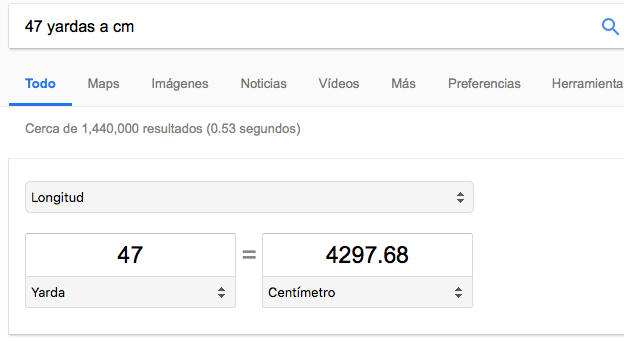 47 yardas a cm
Todo Maps Imágenes Noticias Vídeos Más Preferencias Herramienta
Cerca de 1,440,000 resultados (0.53 segundos)
Longitud
47 = 4297.68
Yarda Centímetro